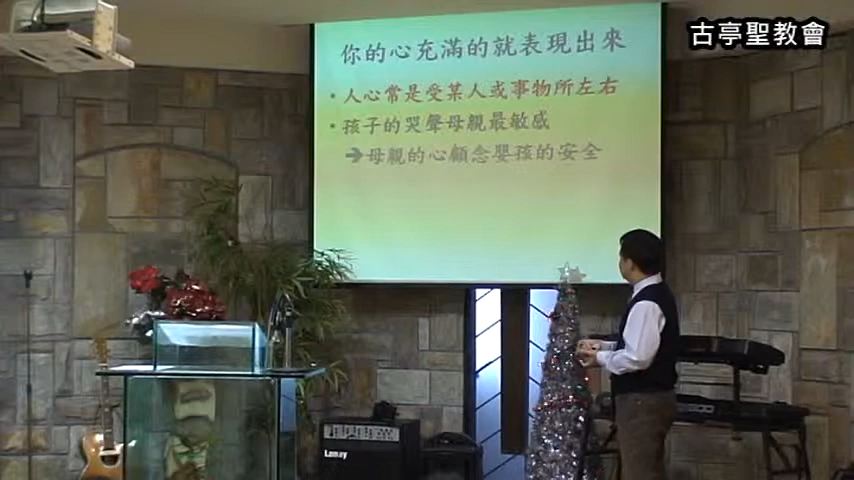 古亭聖教會
你的心充滿的就表現出來
• 人心常是受某人或事物所左右
• 孩子的哭聲母親最敏感
➔母親的心顧念嬰孩的安全
Laney